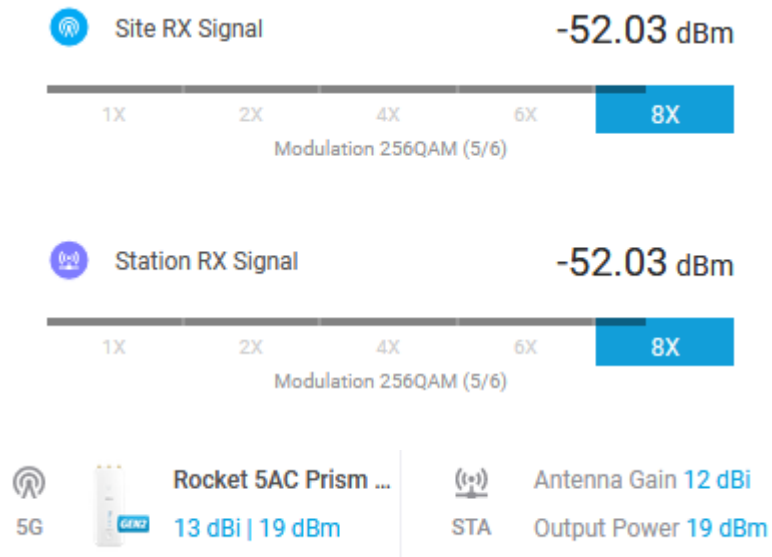 Site RX Signal -52.03 dBm
1X 2X 4X 6X 8X
Modulation 256QAM (5/6)
Station RX Signal -52.03 dBm
1X 2X 4X 6X 8X
Modulation 256QAM (5/6)
Rocket 5AC Prism ... Antenna Gain 12 dBi
5G GEN2 13 dBi | 19 dBm STA Output Power 19 dBm